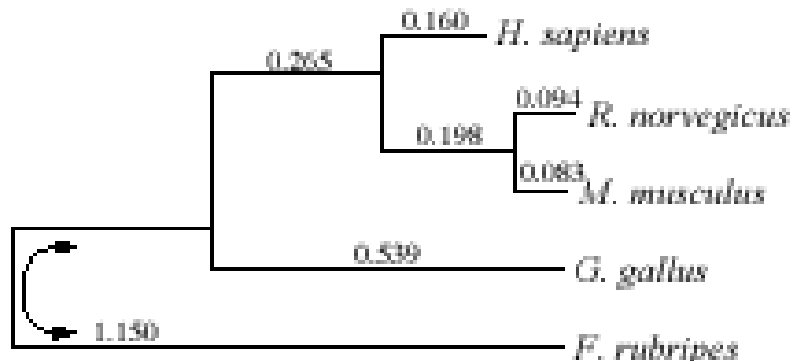 0.160 H. sapiens
0.265
0.094 R. norvegicus
0.198
0.083 M. musculus
0.539 G. gallus
1.150 F. rubripes